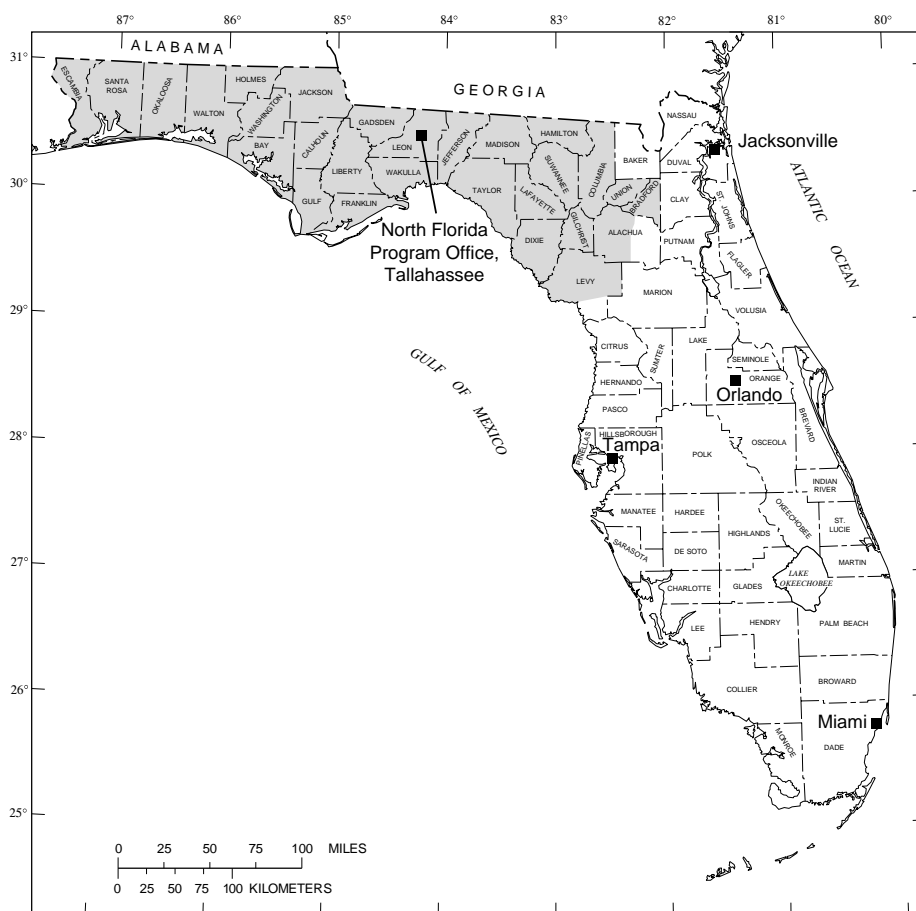 87° 86° 85° 84° 83° 82° 81° 80°
31°
30°
29°
28°
27°
26°
25°
ALABAMA
GEORGIA
ESCAMBIA
SANTA
ROSA
OKALOOSA
WALTON
HOLMES
WASHINGTON
JACKSON
BAY
CALHOUN
GULF
GADSDEN
LIBERTY
FRANKLIN
LEON
WAKULLA
JEFFERSON
MADISON
TAYLOR
HAMILTON
SUWANNEE
LAFAYETTE
DIXIE
COLUMBIA
GILCHRIST
UNION
BRADFORD
ALACHUA
LEVY
BAKER
NASSAU
DUVAL
Jacksonville
CLAY
ST. JOHNS
PUTNAM
FLAGLER
North Florida
Program Office,
Tallahassee
ATLANTIC OCEAN
MARION
VOLUSIA
CITRUS
SUMTER
LAKE
SEMINOLE
ORANGE
Orlando
HERNANDO
PASCO
GULF OF MEXICO
HILLSBOROUGH
PINELLAS
Tampa
POLK
OSCEOLA
BREVARD
INDIAN
RIVER
MANATEE
HARDEE
HIGHLANDS
OKEECHOBEE
ST.
LUCIE
SARASOTA
DE SOTO
MARTIN
LAKE
OKEECHOBEE
CHARLOTTE
GLADES
LEE
HENDRY
PALM BEACH
COLLIER
BROWARD
Miami
MONROE
DADE
0 25 50 75 100 MILES
0 25 50 75 100 KILOMETERS